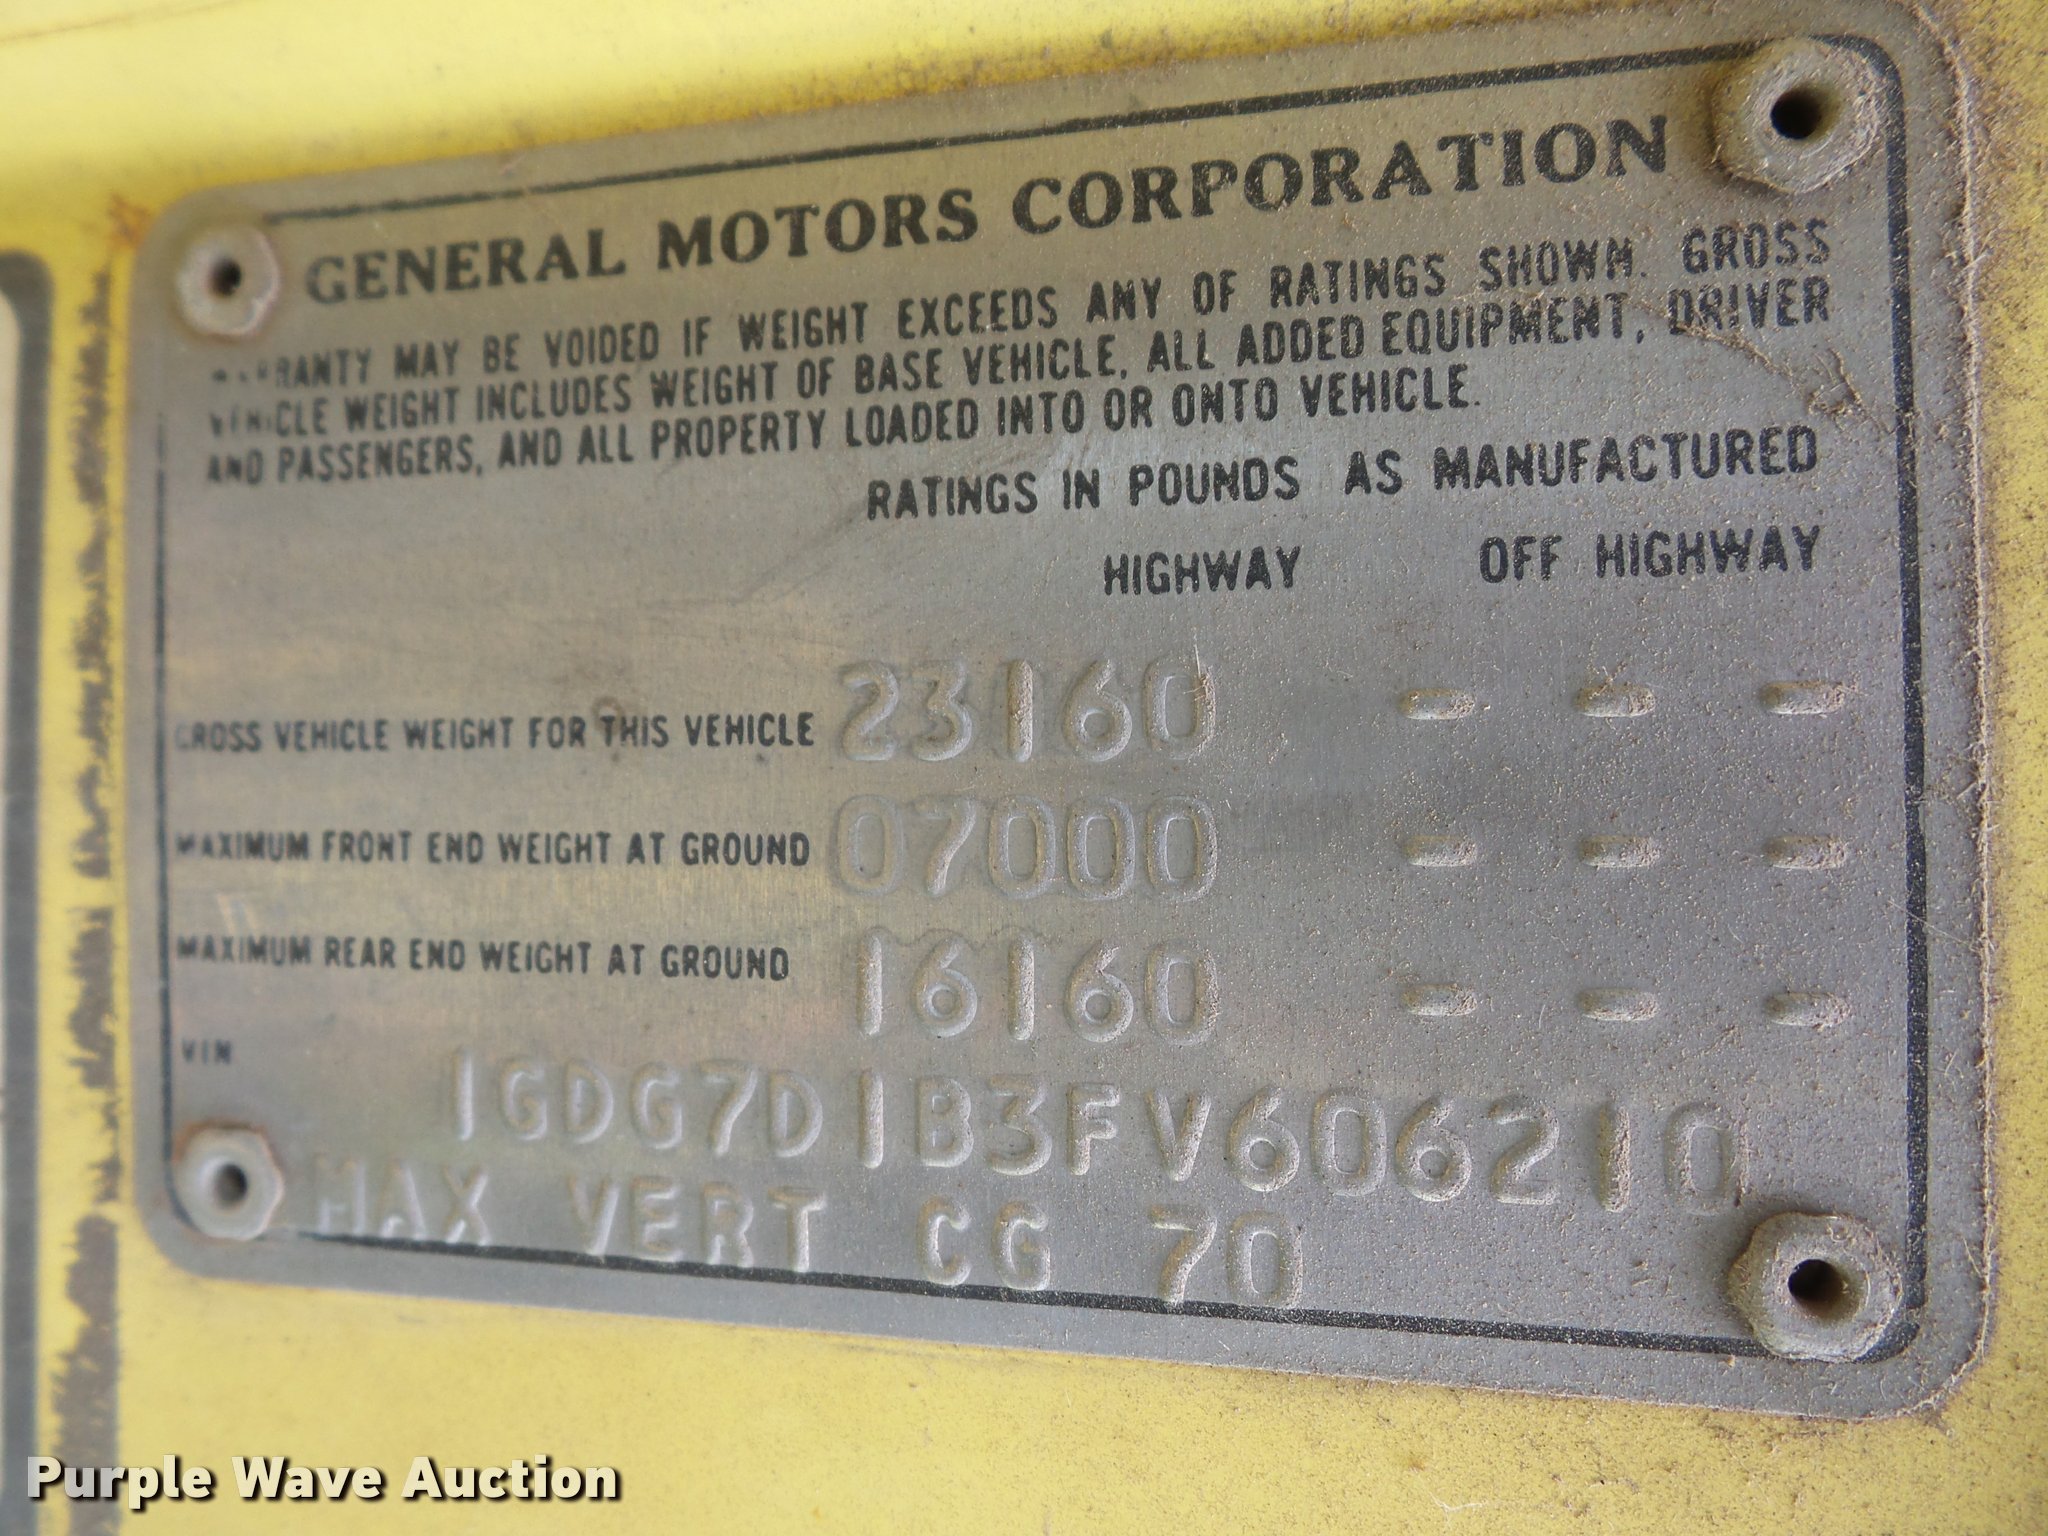 GENERAL MOTORS CORPORATION
WARRANTY MAY BE VOIDED IF WEIGHT EXCEEDS ANY OF RATINGS SHOWN. GROSS
VEHICLE WEIGHT INCLUDES WEIGHT OF BASE VEHICLE, ALL ADDED EQUIPMENT, DRIVER
AND PASSENGERS, AND ALL PROPERTY LOADED INTO OR ONTO VEHICLE.
RATINGS IN POUNDS AS MANUFACTURED
HIGHWAY OFF HIGHWAY
GROSS VEHICLE WEIGHT FOR THIS VEHICLE 23160 - - -
MAXIMUM FRONT END WEIGHT AT GROUND 07000 - - -
MAXIMUM REAR END WEIGHT AT GROUND 16160 - - -
VIN
1GDG7D1B3FV606210
MAX VERT CG 70
Purple Wave Auction